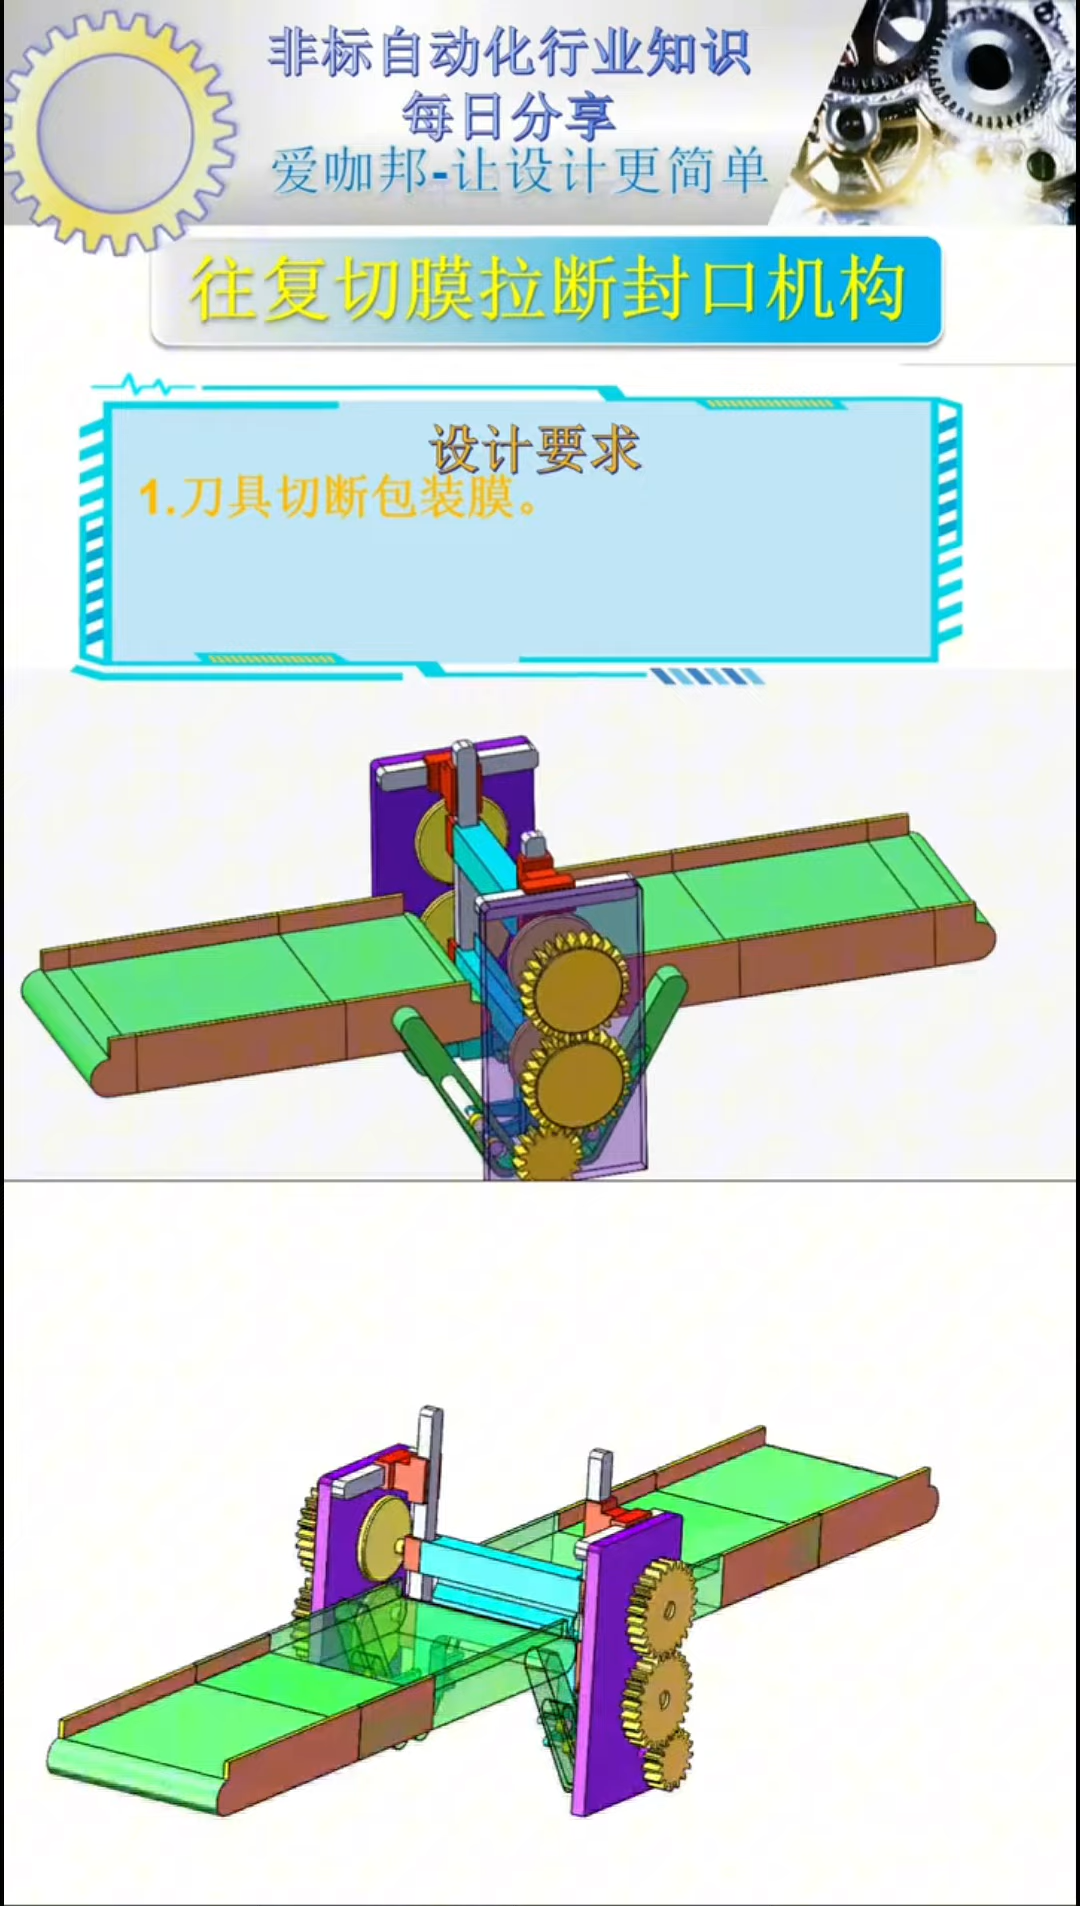 非标自动化行业知识
每日分享
爱咖邦-让设计更简单
往复切膜拉断封口机构
设计要求
1.刀具切断包装膜。